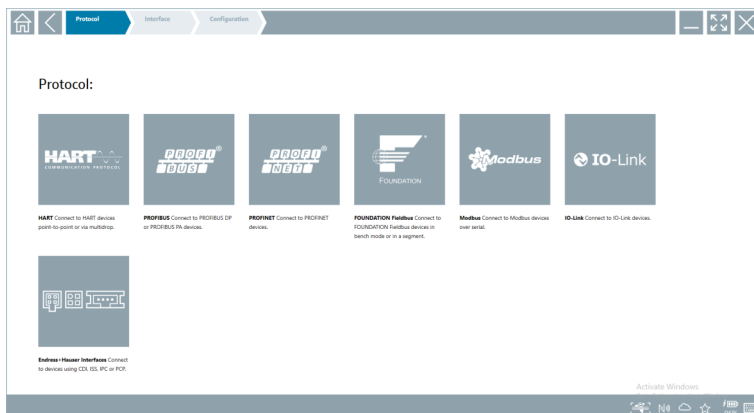 Protocol
Interface
Configuration
Protocol:
HART
COMMUNICATION PROTOCOL
PROFI®
BUS
PROFI®
NET
FOUNDATION
Modbus
IO-Link
HART Connect to HART devices
point-to-point or via multidrop.
PROFIBUS Connect to PROFIBUS DP
or PROFIBUS PA devices.
PROFINET Connect to PROFINET
devices.
FOUNDATION Fieldbus Connect to
FOUNDATION Fieldbus devices in
bench mode or in a segment.
Modbus Connect to Modbus devices
over serial.
IO-Link Connect to IO-Link devices.
Endress+Hauser Interfaces Connect
to devices using CDI, ISS, IPC or PCP.
Activate Windows